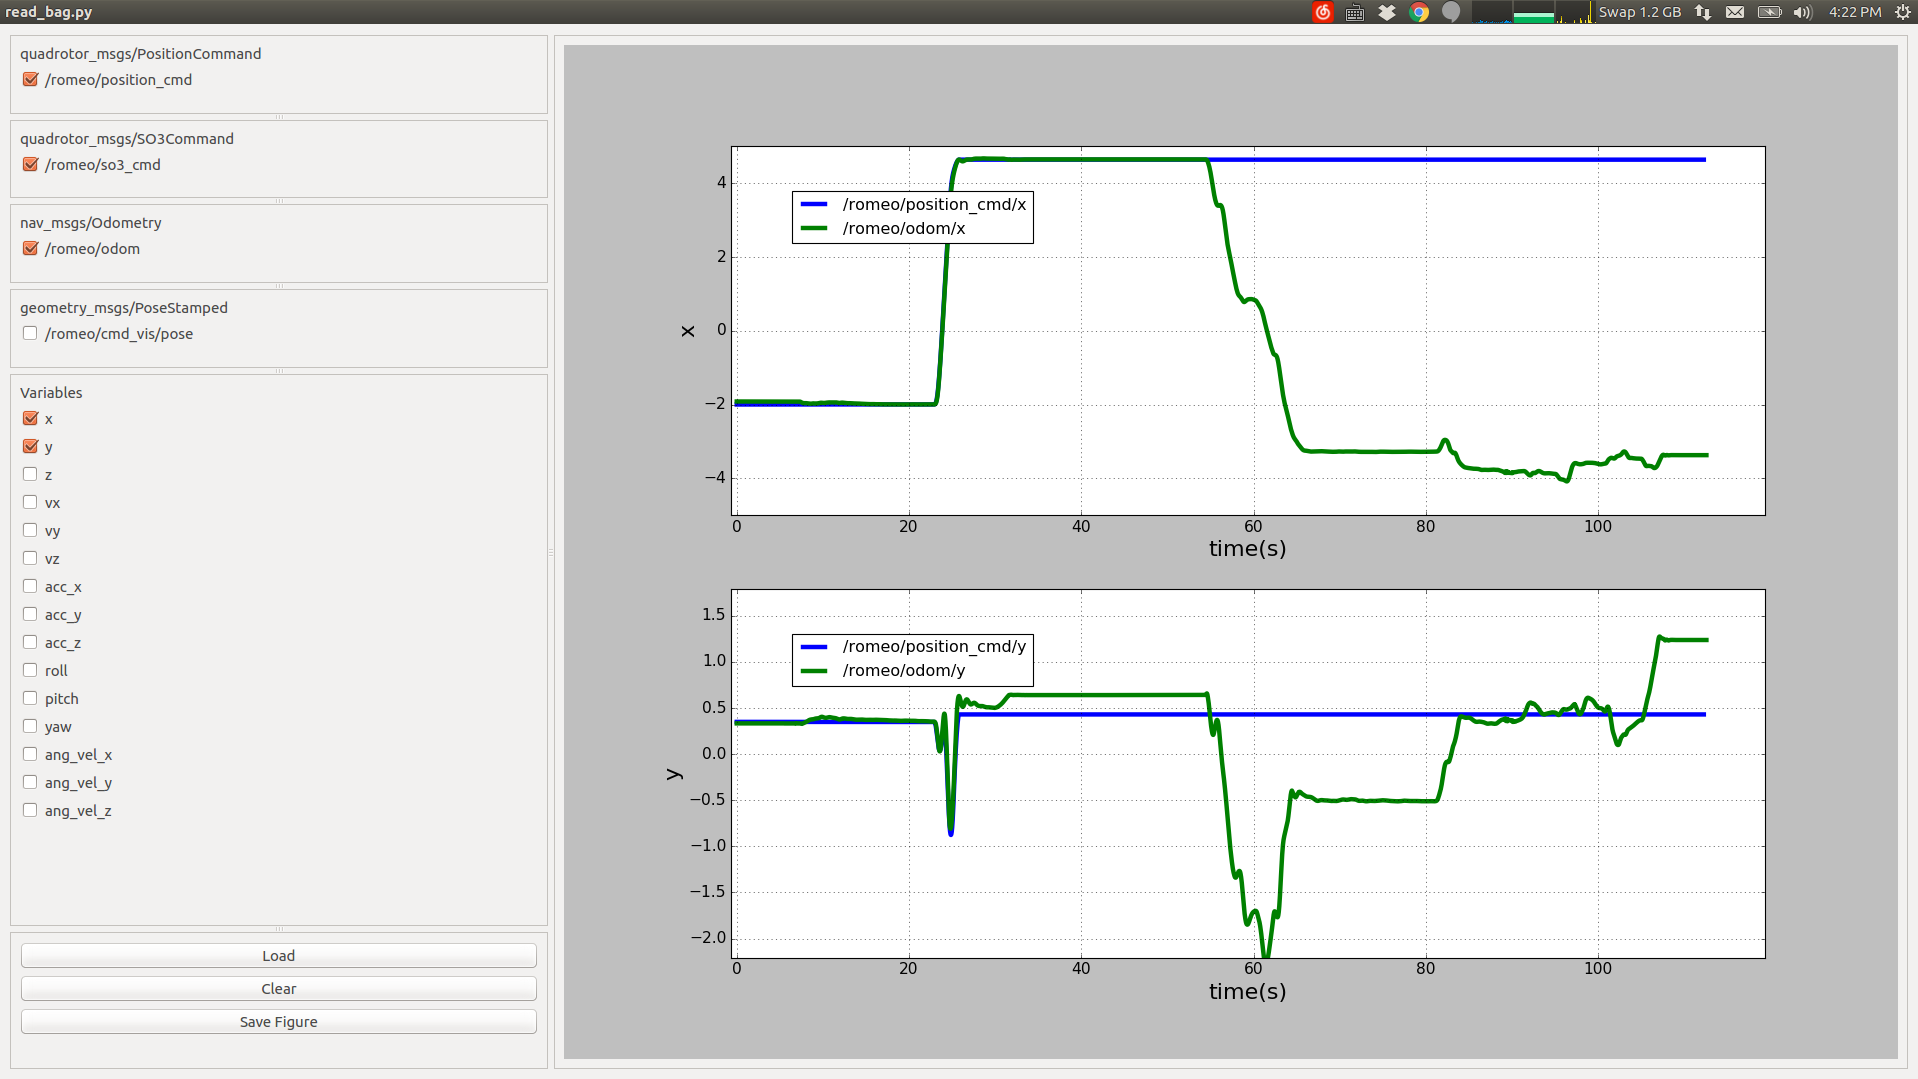 read_bag.py
Swap 1.2 GB
4:22 PM
quadrotor_msgs/PositionCommand
/romeo/position_cmd
quadrotor_msgs/SO3Command
/romeo/so3_cmd
nav_msgs/Odometry
/romeo/odom
geometry_msgs/PoseStamped
/romeo/cmd_vis/pose
Variables
x
y
z
vx
vy
vz
acc_x
acc_y
acc_z
roll
pitch
yaw
ang_vel_x
ang_vel_y
ang_vel_z
Load
Clear
Save Figure
/romeo/position_cmd/x
/romeo/odom/x
4
2
0
−2
−4
x
0 20 40 60 80 100
time(s)
/romeo/position_cmd/y
/romeo/odom/y
1.5
1.0
0.5
0.0
−0.5
−1.0
−1.5
−2.0
y
0 20 40 60 80 100
time(s)